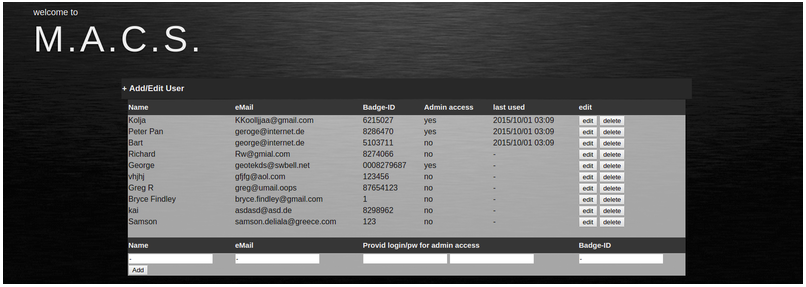 welcome to
M.A.C.S.
+ Add/Edit User
Name eMail Badge-ID Admin access last used edit
Kolja KKoolljjaa@gmail.com 6215027 yes 2015/10/01 03:09 edit delete
Peter Pan geroge@internet.de 8286470 yes 2015/10/01 03:09 edit delete
Bart george@internet.de 5103711 no 2015/10/01 03:09 edit delete
Richard Rw@gmial.com 8274066 no - edit delete
George geotekds@swbell.net 0008279687 yes - edit delete
vhjhj gfjfg@aol.com 123456 no - edit delete
Greg R greg@umail.oops 87654123 no - edit delete
Bryce Findley bryce.findley@gmail.com 1 no - edit delete
kai asdasd@asd.de 8298962 no - edit delete
Samson samson.deliala@greece.com 123 no - edit delete
Name eMail Provid login/pw for admin access Badge-ID
- - -
Add